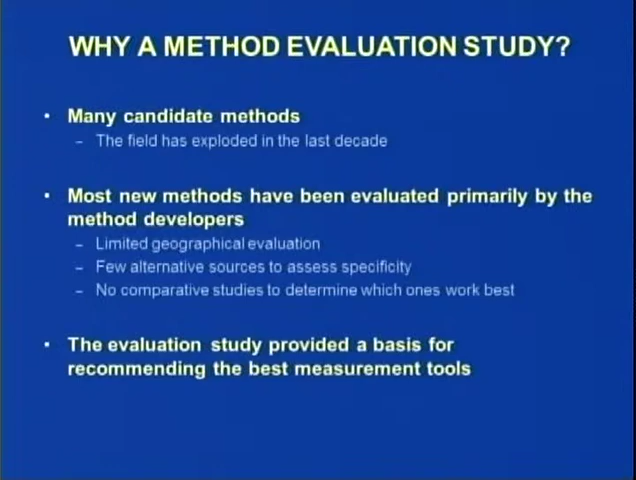 WHY A METHOD EVALUATION STUDY?
• Many candidate methods
– The field has exploded in the last decade
• Most new methods have been evaluated primarily by the
method developers
– Limited geographical evaluation
– Few alternative sources to assess specificity
– No comparative studies to determine which ones work best
• The evaluation study provided a basis for
recommending the best measurement tools